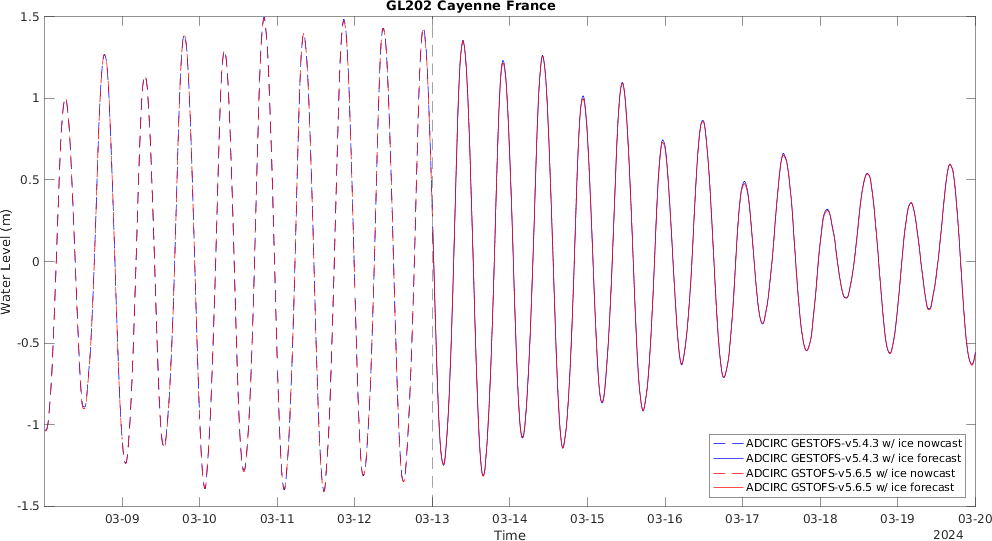 GL202 Cayenne France
1.5
1
0.5
0
-0.5
-1
-1.5
Water Level (m)
03-09 03-10 03-11 03-12 03-13 03-14 03-15 03-16 03-17 03-18 03-19 03-20
Time
2024
ADCIRC GESTOFS-v5.4.3 w/ ice nowcast
ADCIRC GESTOFS-v5.4.3 w/ ice forecast
ADCIRC GSTOFS-v5.6.5 w/ ice nowcast
ADCIRC GSTOFS-v5.6.5 w/ ice forecast